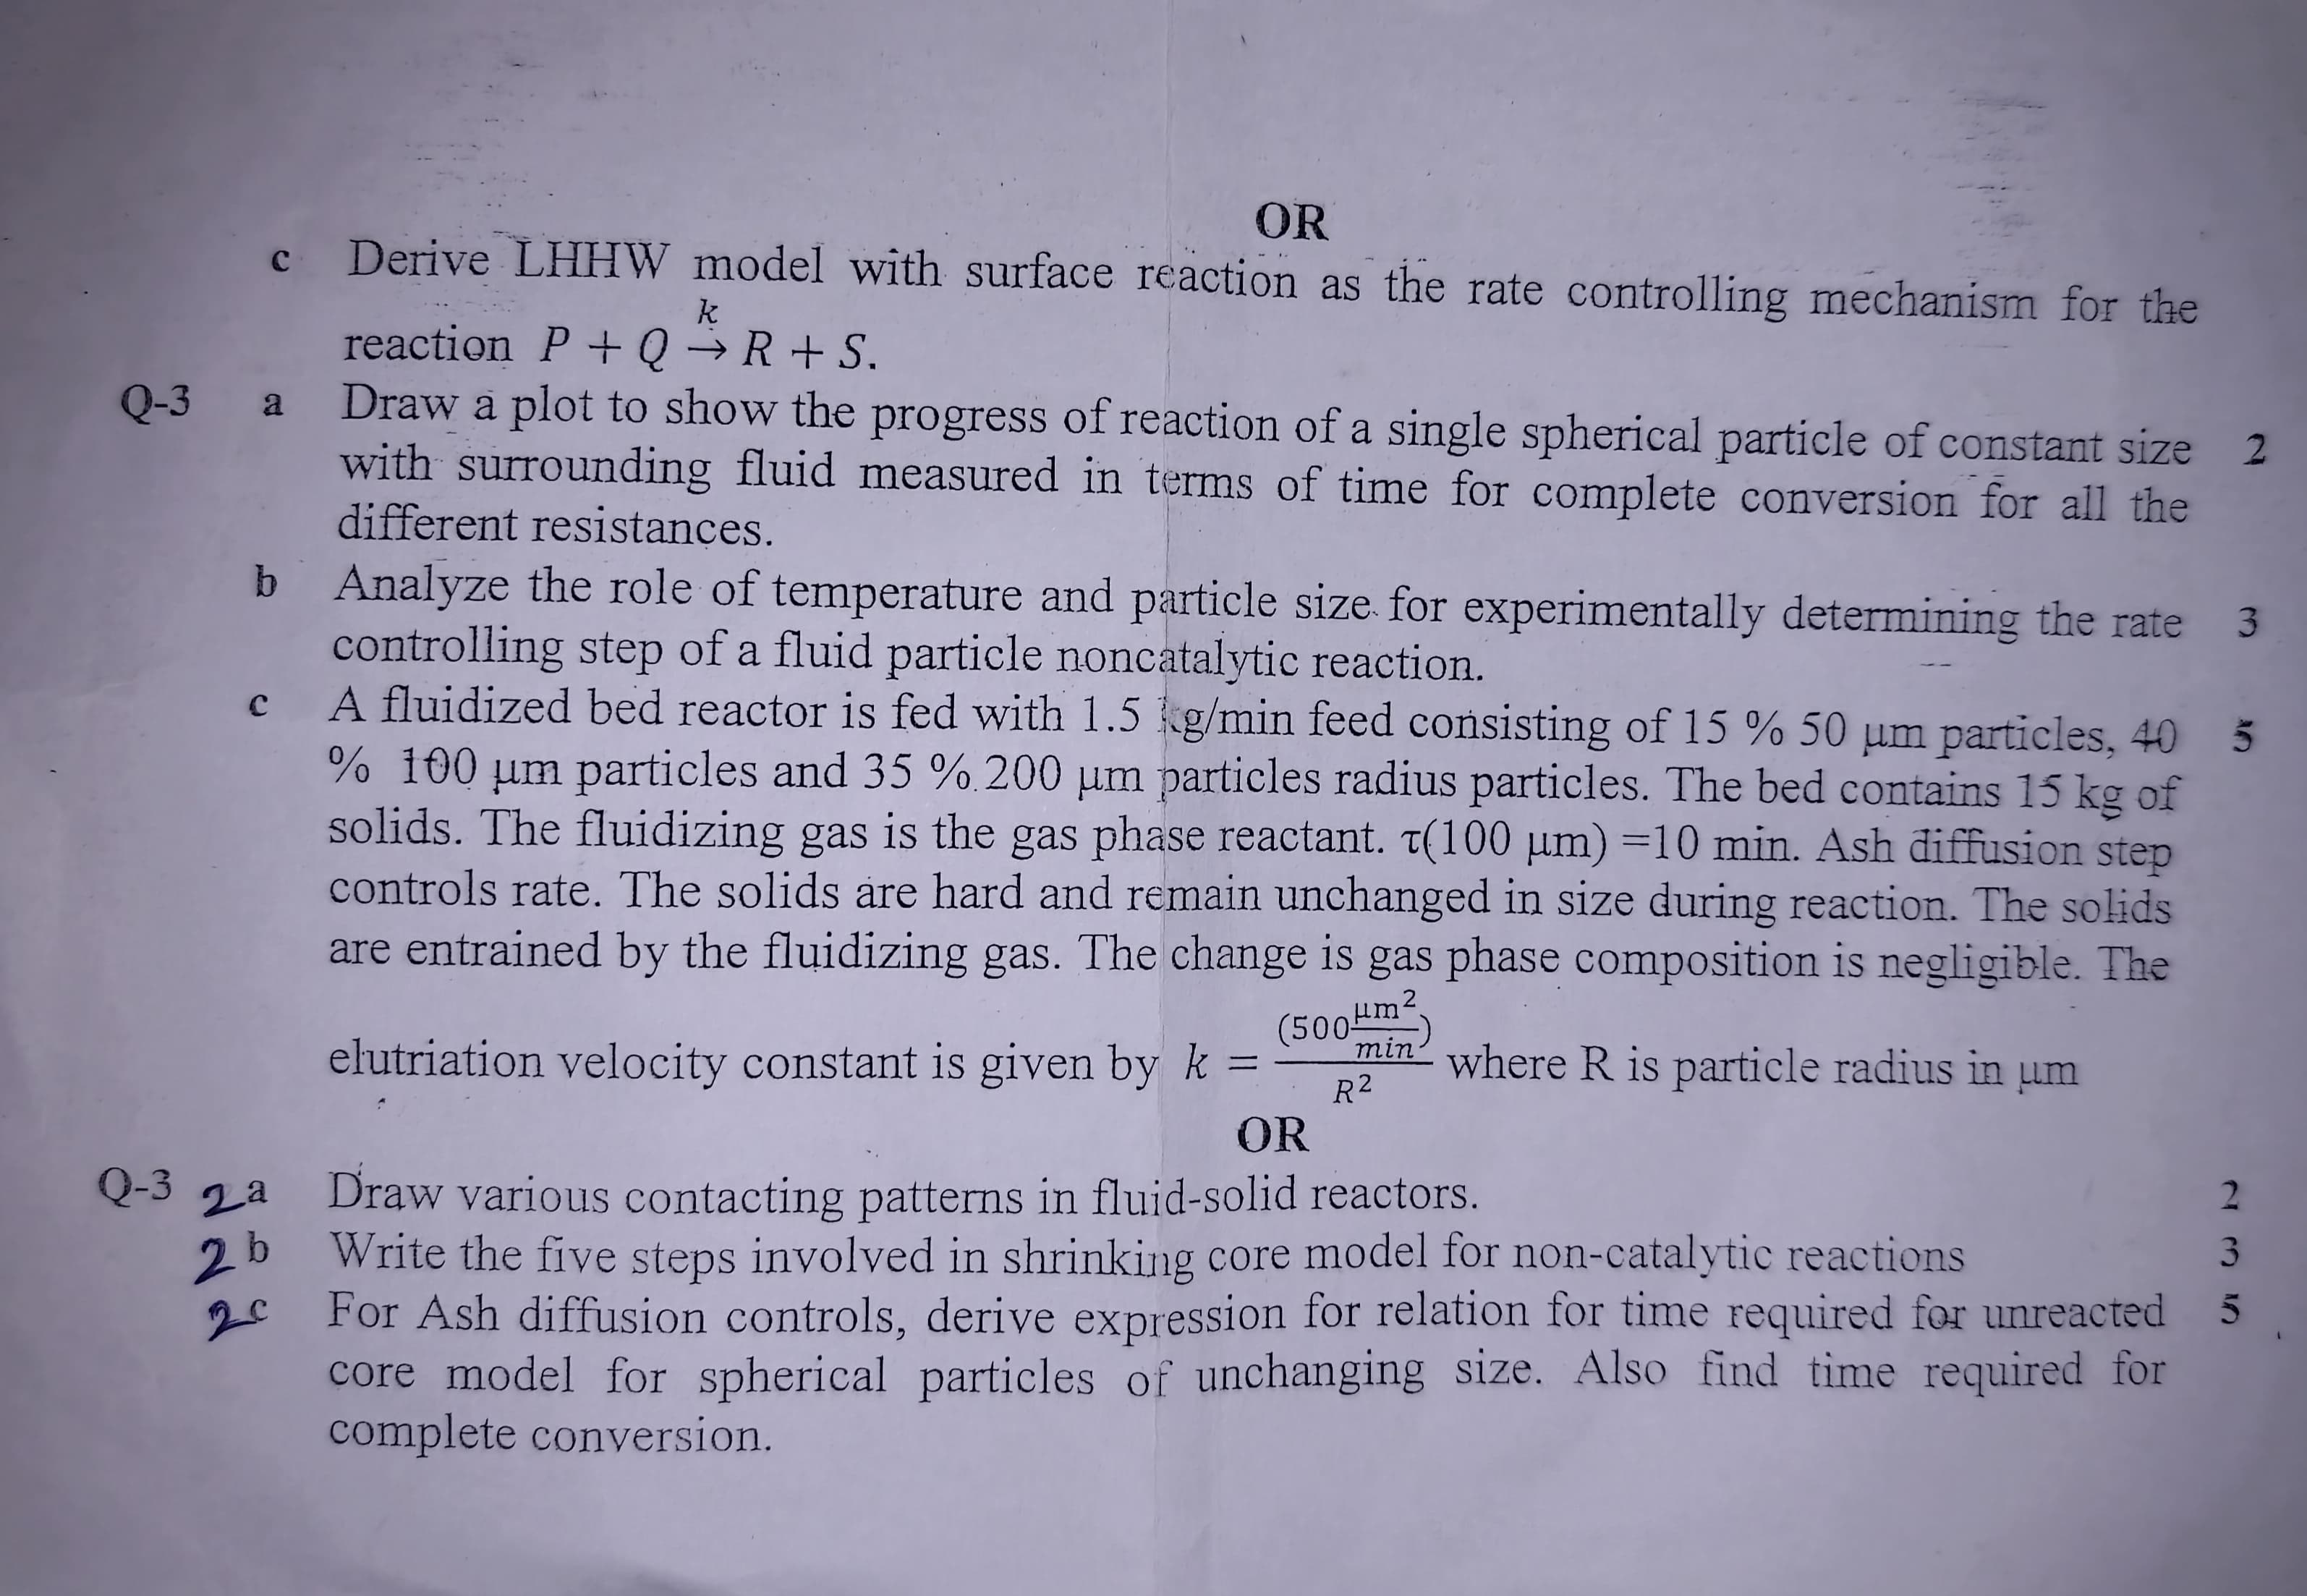 OR
c Derive LHHW model with surface reaction as the rate controlling mechanism for the
reaction P + Q →(k) R + S.
Q-3 a Draw a plot to show the progress of reaction of a single spherical particle of constant size 2
with surrounding fluid measured in terms of time for complete conversion for all the
different resistances.
b Analyze the role of temperature and particle size for experimentally determining the rate 3
controlling step of a fluid particle noncatalytic reaction.
c A fluidized bed reactor is fed with 1.5 kg/min feed consisting of 15 % 50 μm particles, 40 5
% 100 μm particles and 35 % 200 μm particles radius particles. The bed contains 15 kg of
solids. The fluidizing gas is the gas phase reactant. τ(100 μm) =10 min. Ash diffusion step
controls rate. The solids are hard and remain unchanged in size during reaction. The solids
are entrained by the fluidizing gas. The change is gas phase composition is negligible. The
elutriation velocity constant is given by k = (500 μm²/min) / R² where R is particle radius in μm
OR
Q-3 2 a Draw various contacting patterns in fluid-solid reactors. 2
2 b Write the five steps involved in shrinking core model for non-catalytic reactions 3
2 c For Ash diffusion controls, derive expression for relation for time required for unreacted 5
core model for spherical particles of unchanging size. Also find time required for
complete conversion.